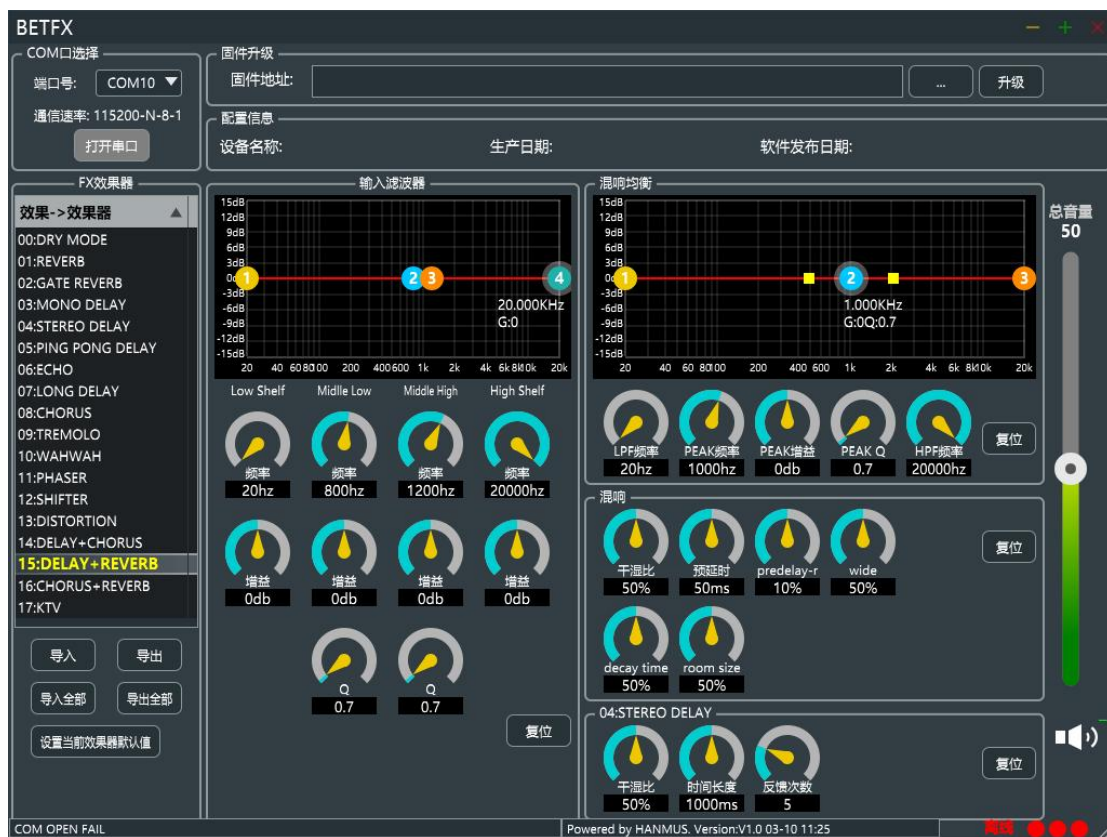 BETFX
COM口选择
端口号: COM10
通信速率: 115200-N-8-1
打开串口
固件升级
固件地址: ... 升级
配置信息
设备名称: 生产日期: 软件发布日期:
FX效果器
效果->效果器
00:DRY MODE
01:REVERB
02:GATE REVERB
03:MONO DELAY
04:STEREO DELAY
05:PING PONG DELAY
06:ECHO
07:LONG DELAY
08:CHORUS
09:TREMOLO
10:WAHWAH
11:PHASER
12:SHIFTER
13:DISTORTION
14:DELAY+CHORUS
15:DELAY+REVERB
16:CHORUS+REVERB
17:KTV
导入 导出
导入全部 导出全部
设置当前效果器默认值
输入滤波器
15dB
12dB
9dB
6dB
3dB
1 2 3 4
-3dB
-6dB
-9dB
-12dB
-15dB
20.000KHz
G:0
20 40 60 80100 200 400600 1k 2k 4k 6k 8k10k 20k
Low Shelf Midlle Low Middle High High Shelf
频率 频率 频率 频率
20hz 800hz 1200hz 20000hz
增益 增益 增益 增益
0db 0db 0db 0db
Q Q
0.7 0.7
复位
混响均衡
15dB
12dB
9dB
6dB
3dB
1 2 3
-3dB
-6dB
-9dB
-12dB
-15dB
1.000KHz
G:0Q:0.7
20 40 60 80100 200 400 600 1k 2k 4k 6k 8k10k 20k
LPF频率 PEAK频率 PEAK增益 PEAK Q HPF频率
20hz 1000hz 0db 0.7 20000hz
复位
混响
干湿比 预延时 predelay-r wide
50% 50ms 10% 50%
复位
decay time room size
50% 50%
04:STEREO DELAY
干湿比 时间长度 反馈次数
50% 1000ms 5
复位
总音量
50
COM OPEN FAIL
Powered by HANMUS. Version:V1.0 03-10 11:25
离线